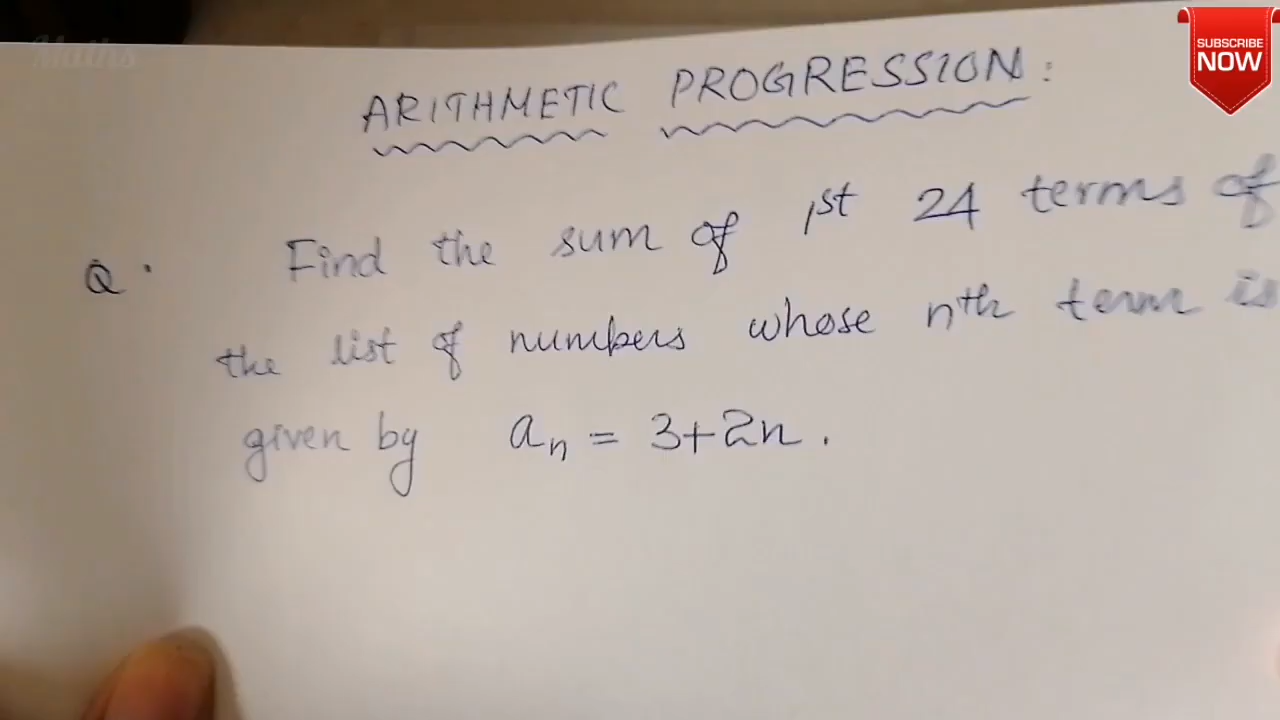 Maths
SUBSCRIBE
NOW
ARITHMETIC PROGRESSION:
Q. Find the sum of 1st 24 terms of
the list of numbers whose nth term is
given by an = 3+2n.